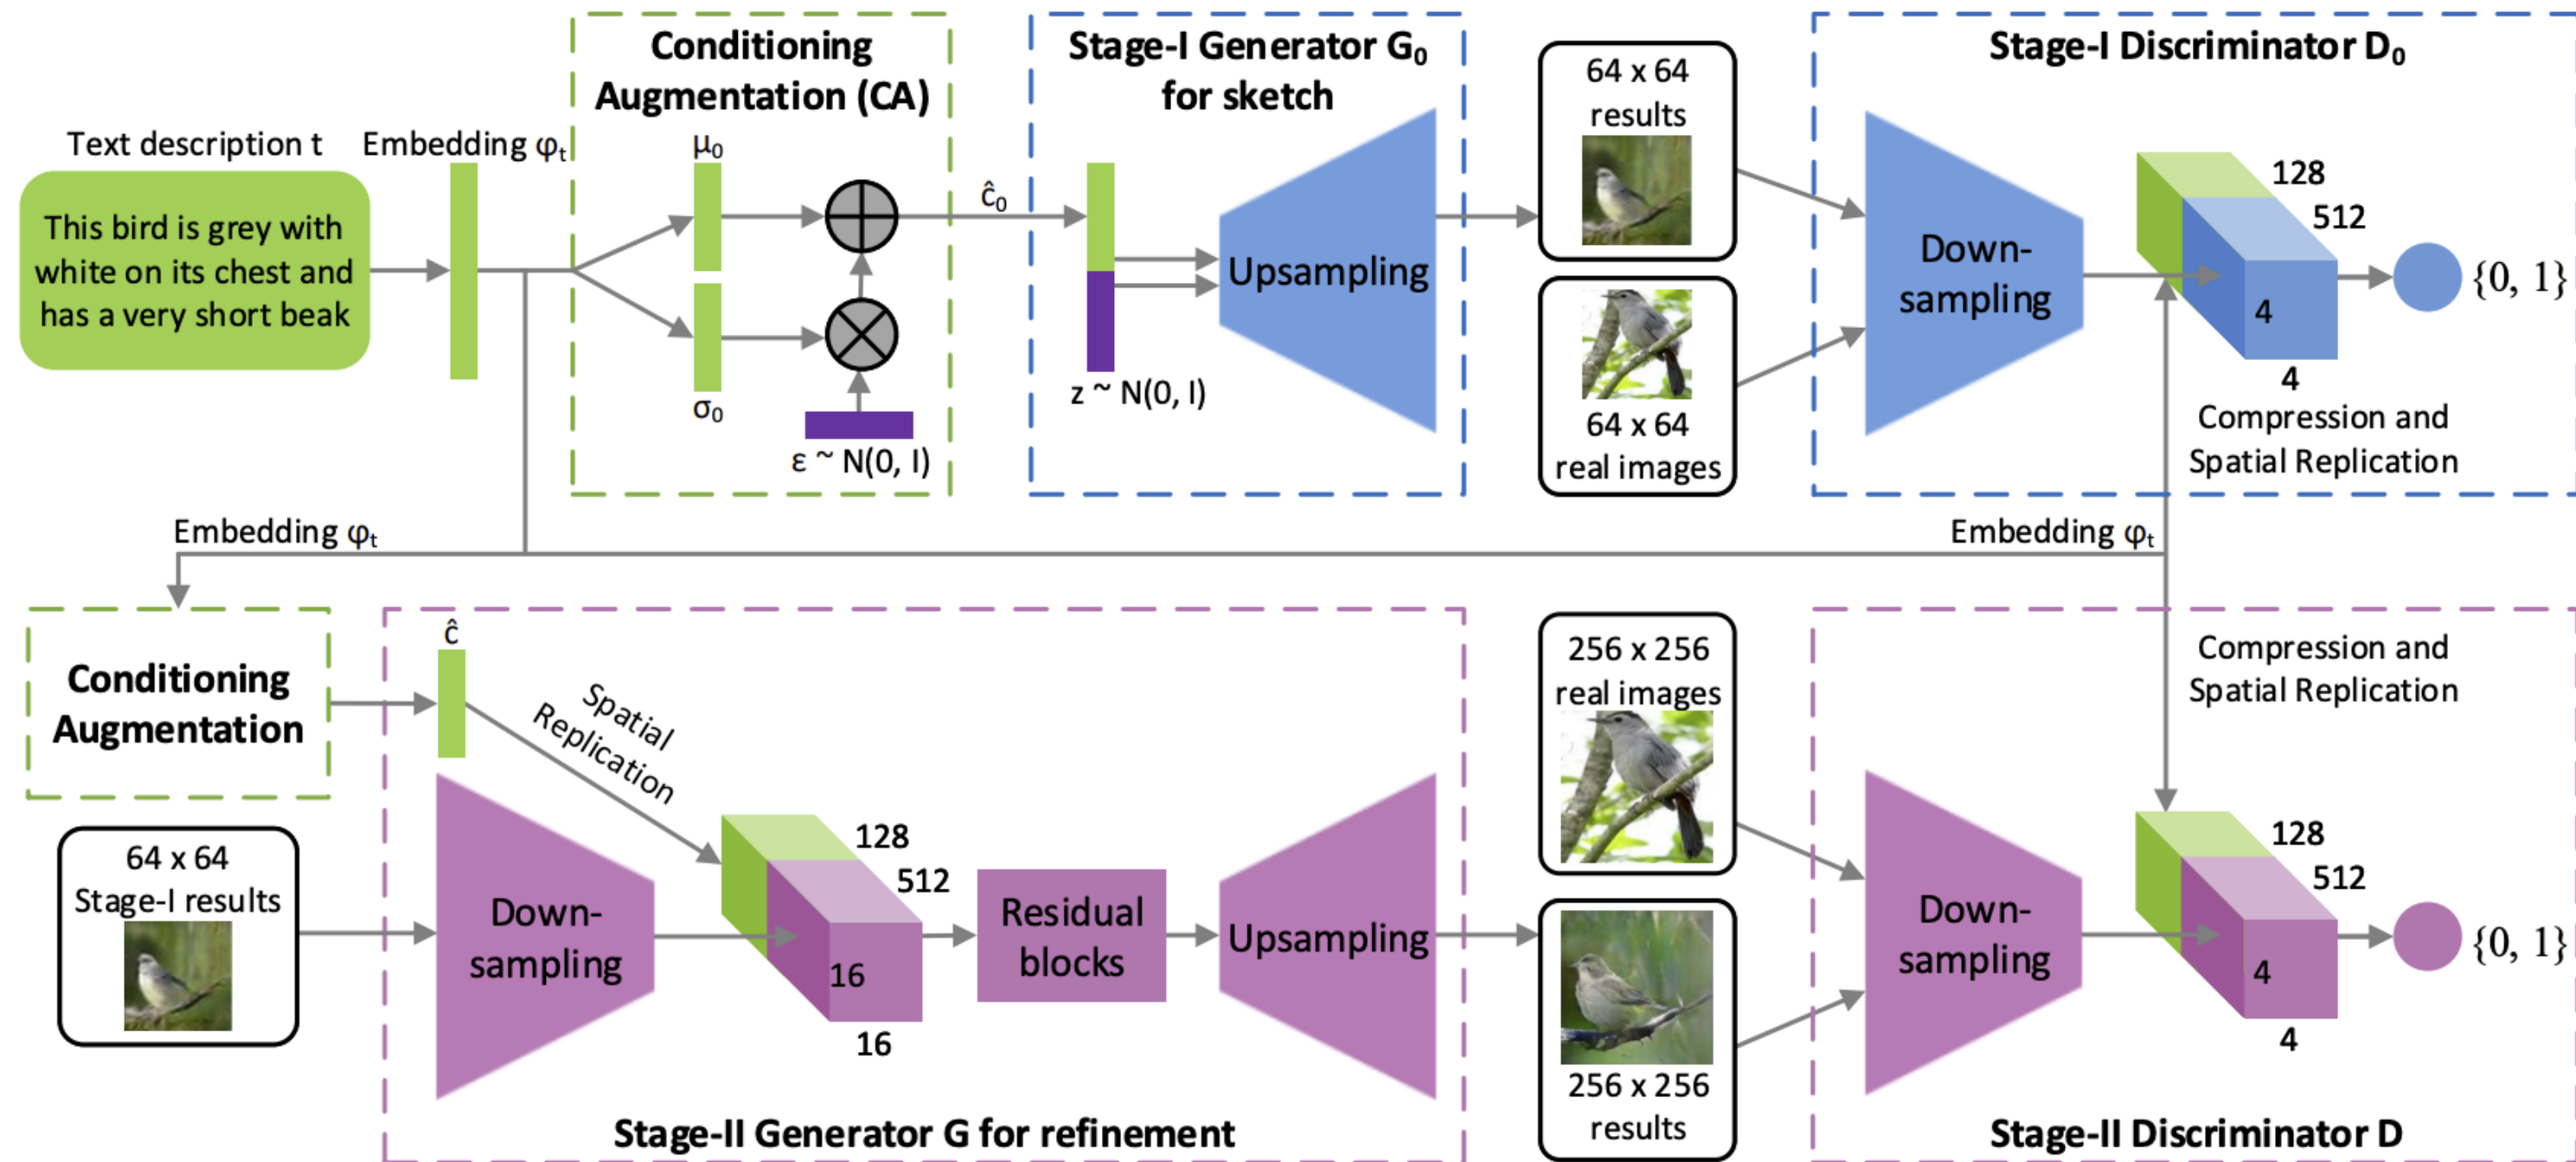 Conditioning
Augmentation (CA)
Stage-I Generator G₀
for sketch
Stage-I Discriminator D₀
Text description t
Embedding φₜ
This bird is grey with
white on its chest and
has a very short beak
μ₀
σ₀
ε ~ N(0, I)
ĉ₀
z ~ N(0, I)
Upsampling
64 x 64
results
64 x 64
real images
Down-
sampling
128
512
4
4
{0, 1}
Compression and
Spatial Replication
Embedding φₜ
Embedding φₜ
Conditioning
Augmentation
64 x 64
Stage-I results
ĉ
Spatial
Replication
Down-
sampling
128
512
16
16
Residual
blocks
Upsampling
Stage-II Generator G for refinement
256 x 256
real images
256 x 256
results
Compression and
Spatial Replication
Down-
sampling
128
512
4
4
{0, 1}
Stage-II Discriminator D